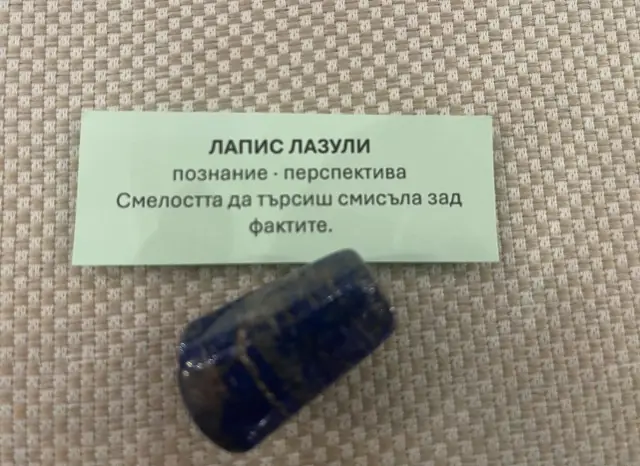 ЛАПИС ЛАЗУЛИ
познание · перспектива
Смелостта да търсиш смисъла зад
фактите.